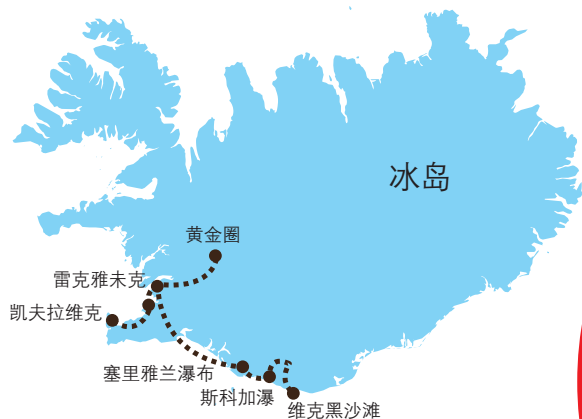 冰岛
黄金圈
雷克雅未克
凯夫拉维克
塞里雅兰瀑布
斯科加瀑
维克黑沙滩